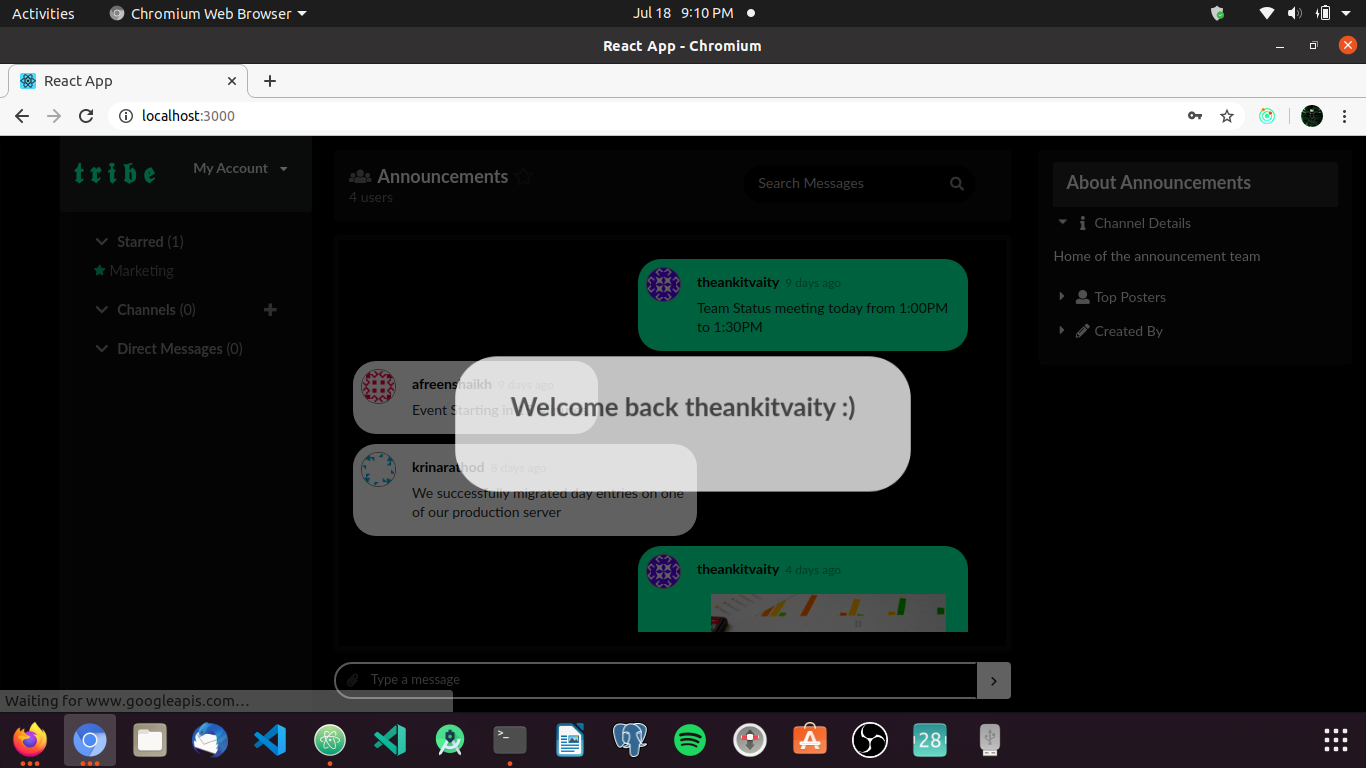 Activities
Chromium Web Browser
Jul 18 9:10 PM
React App - Chromium
React App
localhost:3000
tribe
My Account
Announcements
4 users
Search Messages
About Announcements
Channel Details
Home of the announcement team
Top Posters
Created By
Starred (1)
Marketing
Channels (0)
Direct Messages (0)
theankitvaity 9 days ago
Team Status meeting today from 1:00PM
to 1:30PM
afreenshaikh 9 days ago
Event Starting in
Welcome back theankitvaity :)
krinarathod 8 days ago
We successfully migrated day entries on one
of our production server
theankitvaity 4 days ago
Type a message
Waiting for www.googleapis.com…
>_
28